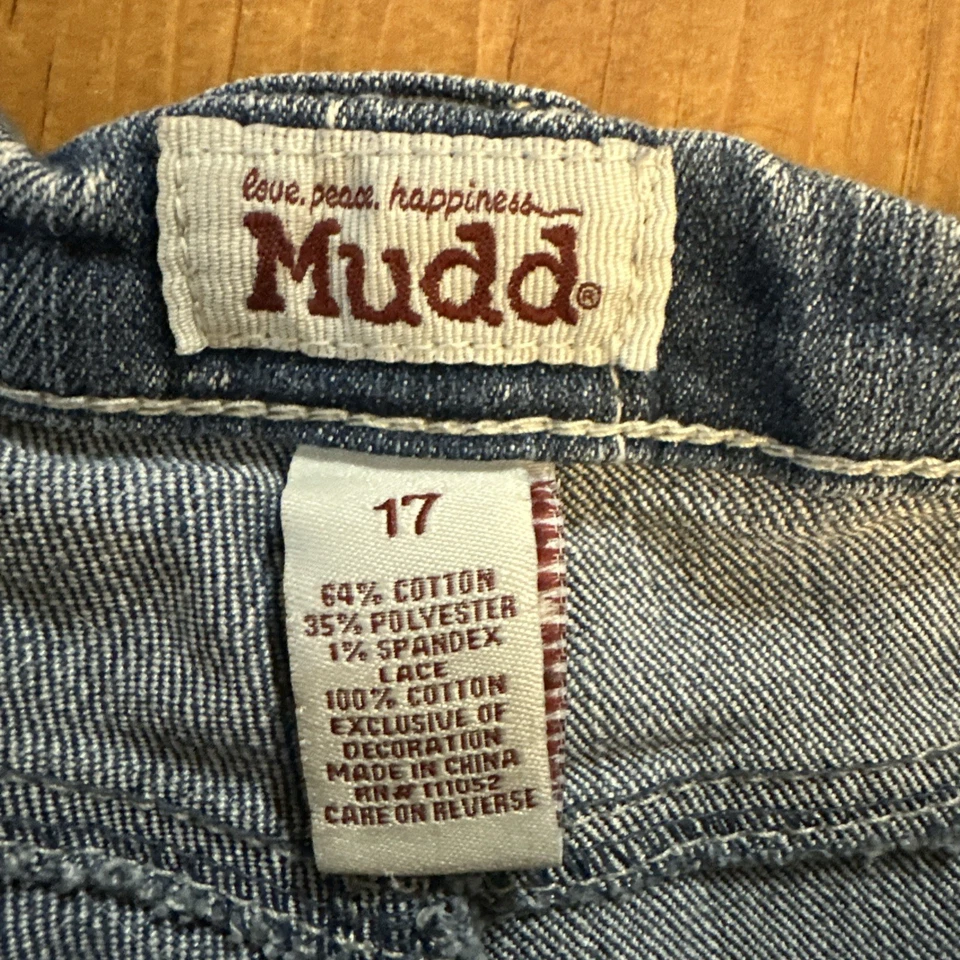 love. peace. happiness
Mudd®
17
64% COTTON
35% POLYESTER
1% SPANDEX
LACE
100% COTTON
EXCLUSIVE OF
DECORATION
MADE IN CHINA
RN# 111052
CARE ON REVERSE